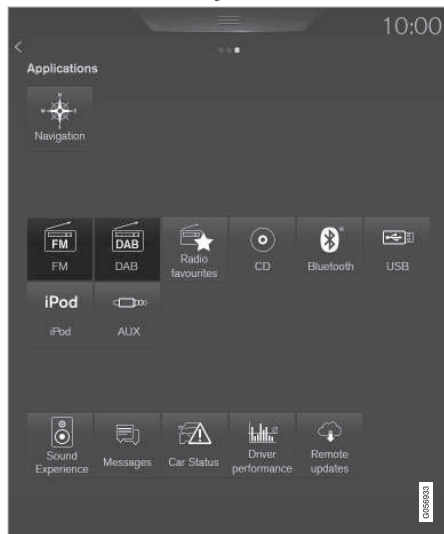 10:00
Applications
Navigation
FM
DAB
FM
DAB
Radio
favourites
CD
Bluetooth
USB
iPod
iPod
AUX
Sound
Experience
Messages
Car Status
Driver
performance
Remote
updates
G056933